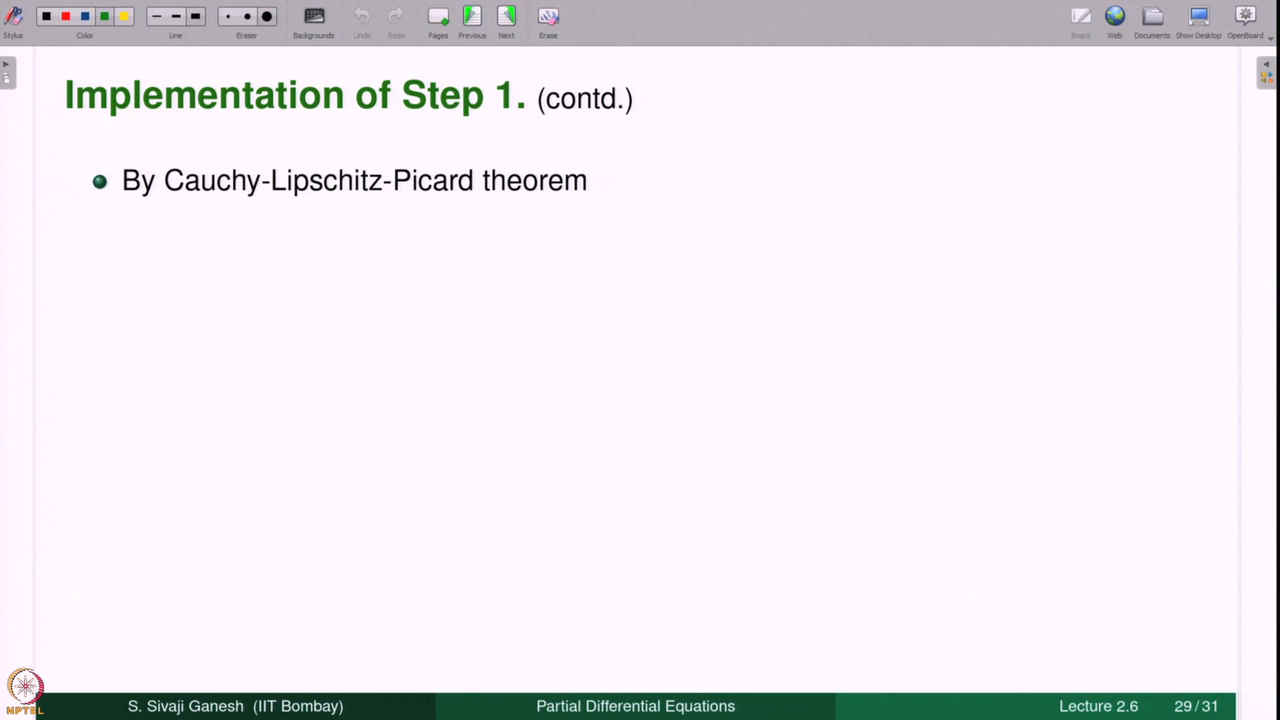 Stylus
Color
Line
Eraser
Backgrounds
Undo
Redo
Pages
Previous
Next
Erase
Board
Web
Documents
Show Desktop
OpenBoard
Implementation of Step 1. (contd.)
By Cauchy-Lipschitz-Picard theorem
NPTEL
S. Sivaji Ganesh (IIT Bombay)
Partial Differential Equations
Lecture 2.6
29/31